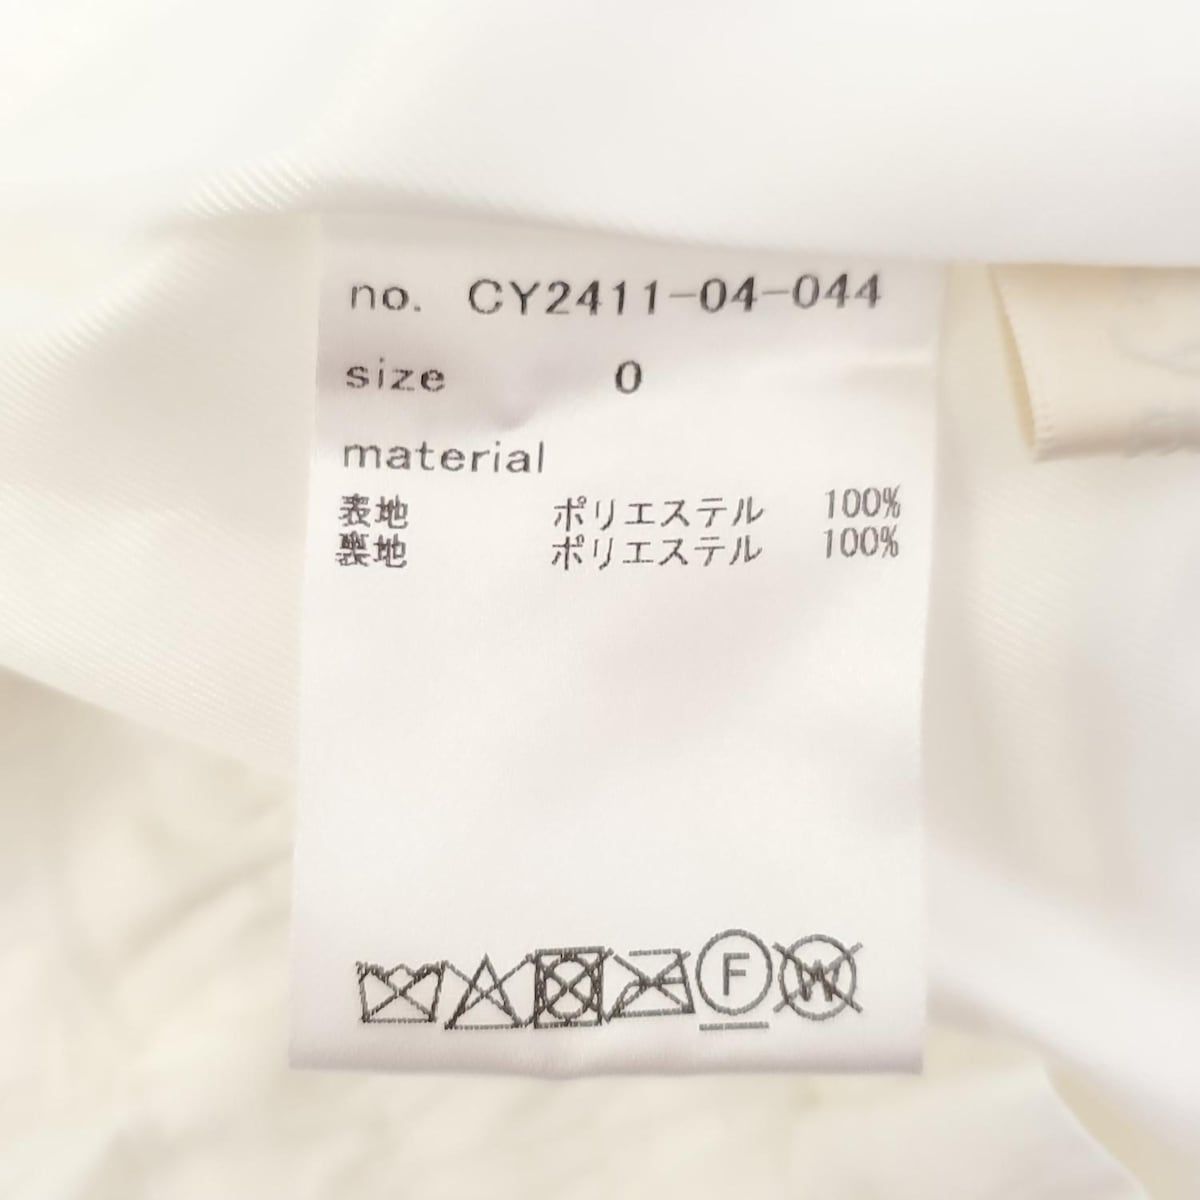 no. CY2411-04-044
size 0
material
表地 ポリエステル 100%
裏地 ポリエステル 100%
F
W